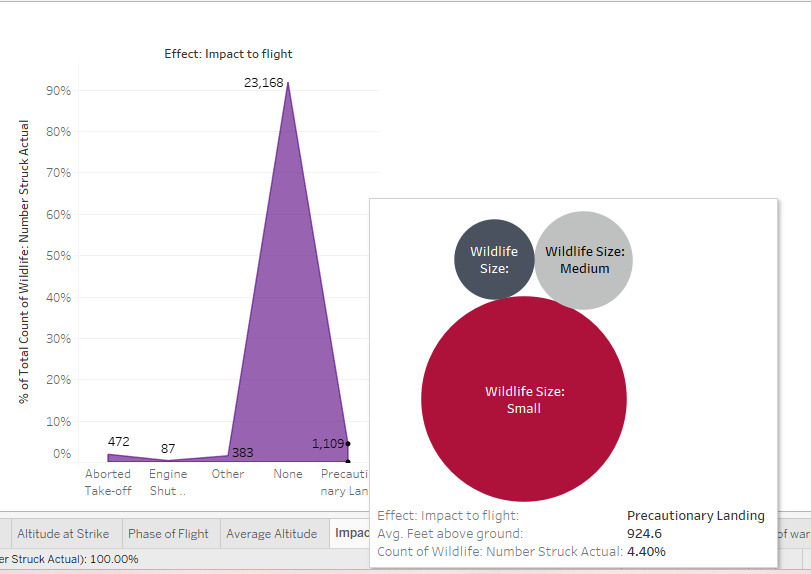 Effect: Impact to flight
% of Total Count of Wildlife: Number Struck Actual
90%
80%
70%
60%
50%
40%
30%
20%
10%
0%
23,168
472
87
383
1,109
Aborted
Take-off
Engine
Shut ..
Other
None
Precauti
nary Lan
Wildlife
Size:
Wildlife Size:
Medium
Wildlife Size:
Small
Effect: Impact to flight: Precautionary Landing
Avg. Feet above ground: 924.6
Count of Wildlife: Number Struck Actual: 4.40%
Altitude at Strike
Phase of Flight
Average Altitude
Impac
of war
er Struck Actual): 100.00%